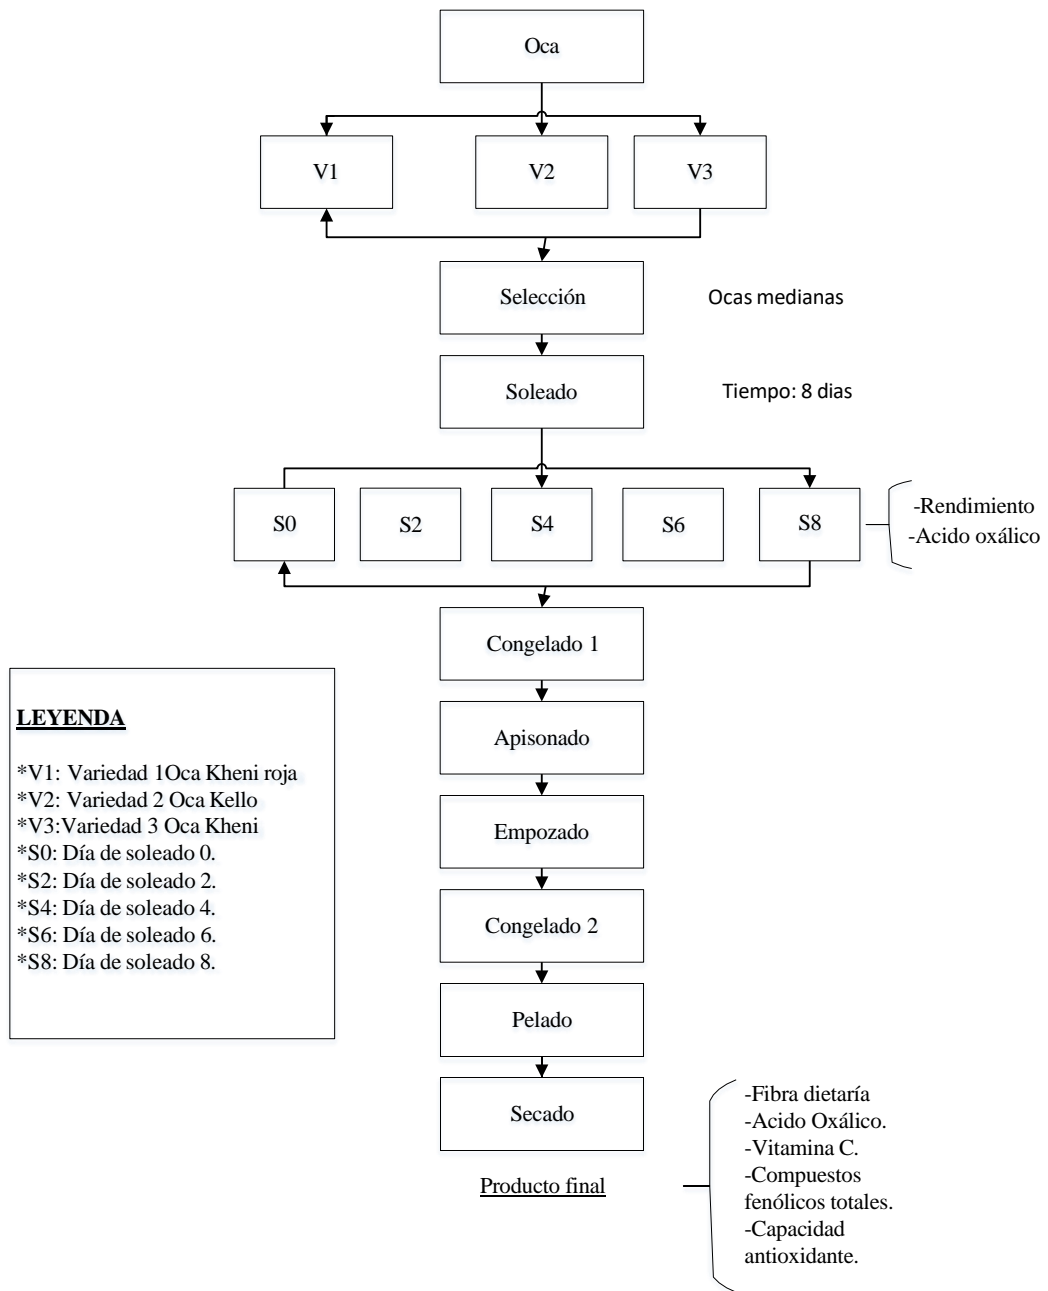 Oca
V1
V2
V3
Selección
Ocas medianas
Soleado
Tiempo: 8 dias
S0
S2
S4
S6
S8
-Rendimiento
-Acido oxálico
Congelado 1
Apisonado
Empozado
Congelado 2
Pelado
Secado
Producto final
LEYENDA
*V1: Variedad 1Oca Kheni roja
*V2: Variedad 2 Oca Kello
*V3:Variedad 3 Oca Kheni
*S0: Día de soleado 0.
*S2: Día de soleado 2.
*S4: Día de soleado 4.
*S6: Día de soleado 6.
*S8: Día de soleado 8.
-Fibra dietaría
-Acido Oxálico.
-Vitamina C.
-Compuestos
fenólicos totales.
-Capacidad
antioxidante.